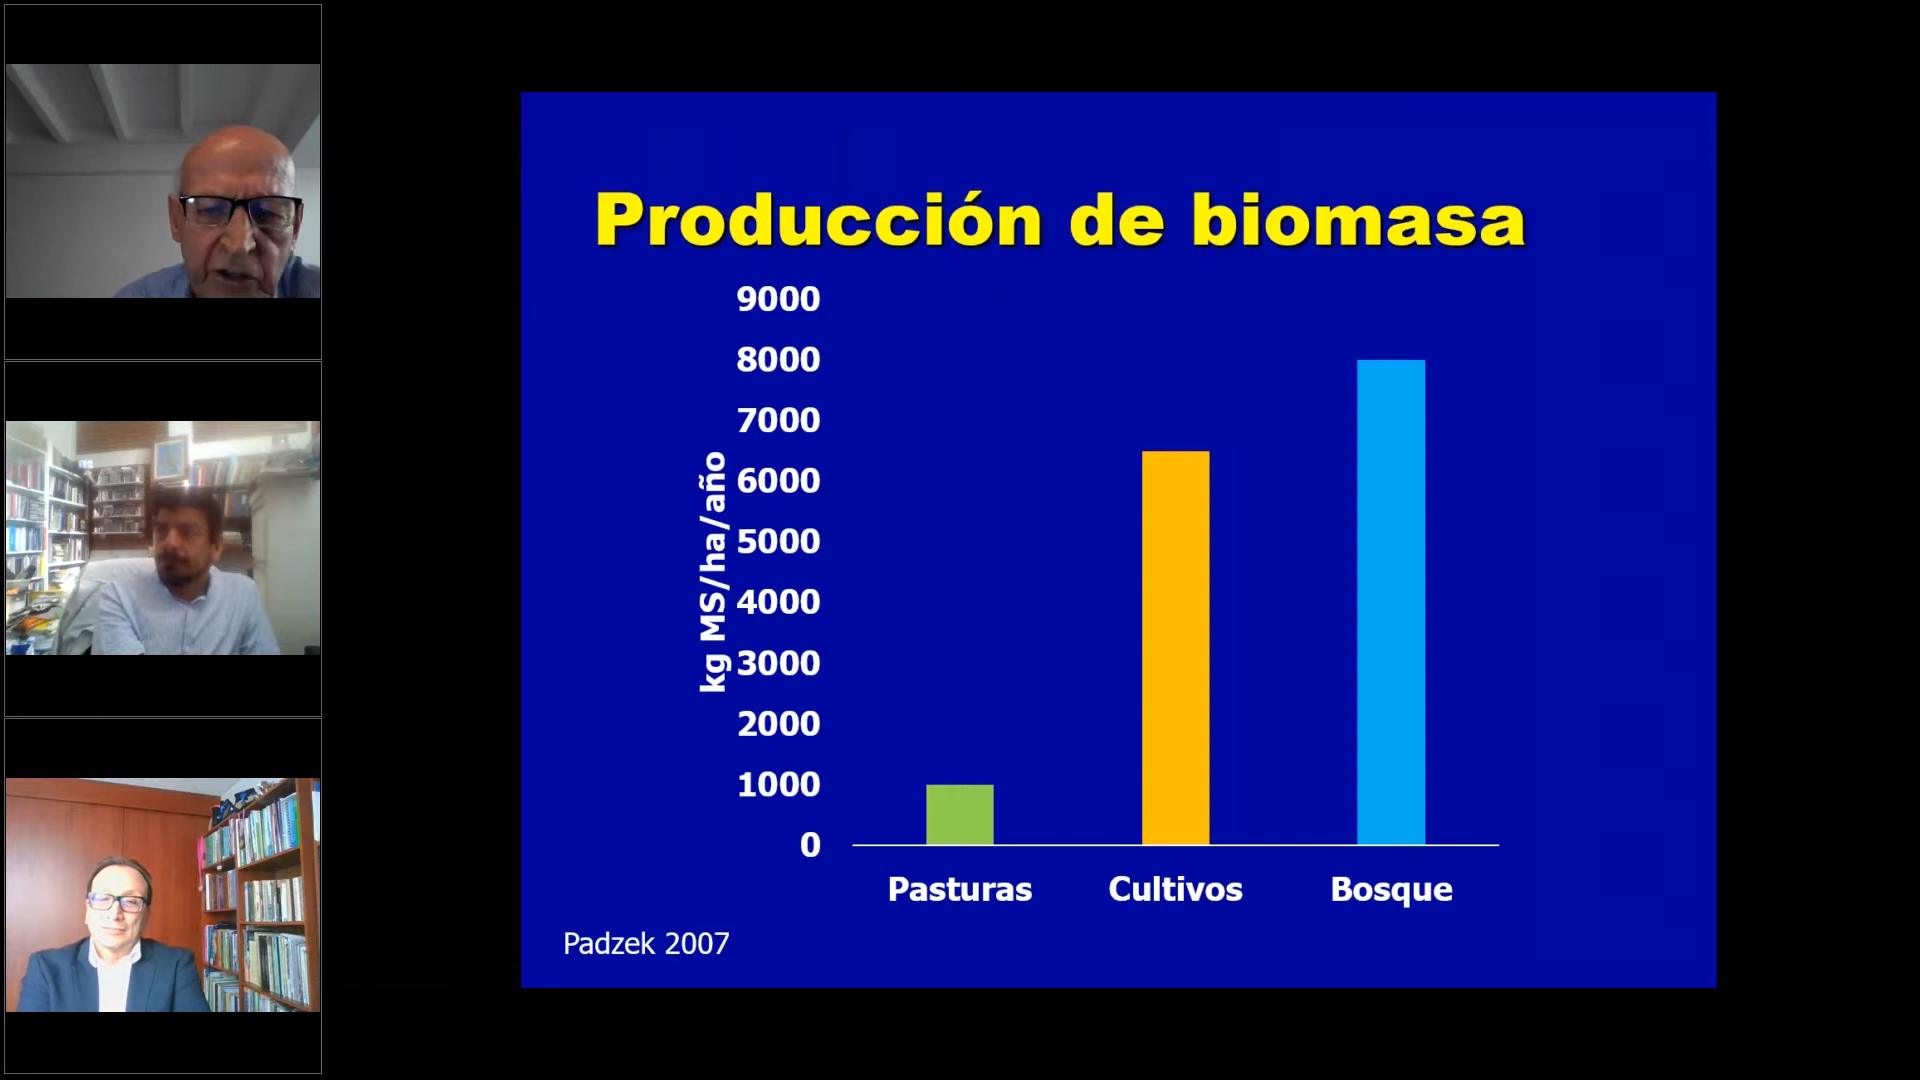 Producción de biomasa
9000
8000
7000
6000
5000
4000
3000
2000
1000
0
kg MS/ha/año
Pasturas Cultivos Bosque
Padzek 2007